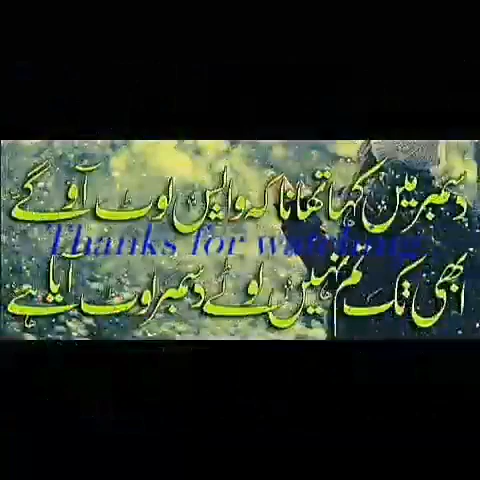 دسمبر میں کہا تھا نا کہ واپس لوٹ آؤ گے
Thanks for watching
ابھی تک تم نہیں لوٹے دسمبر لوٹ آیا ہے